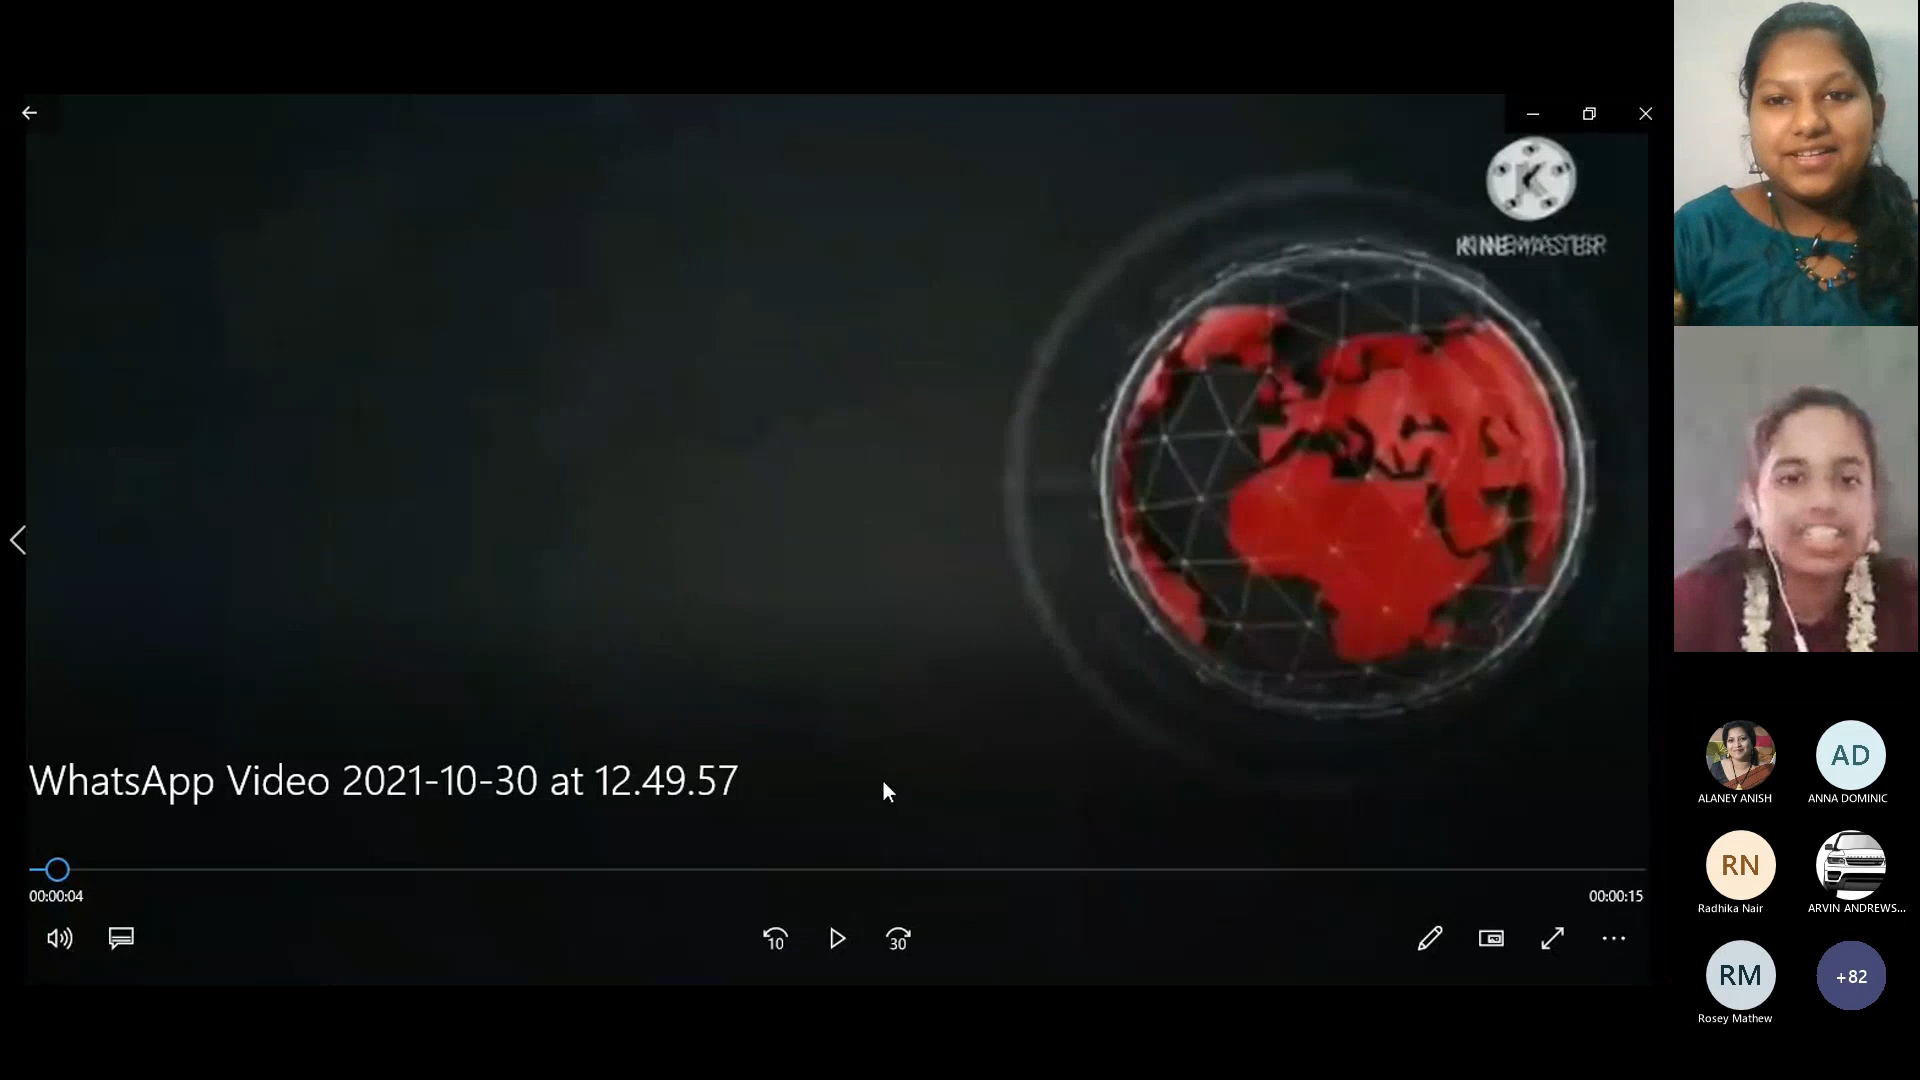 KINEMASTER
WhatsApp Video 2021-10-30 at 12.49.57
00:00:04
00:00:15
10
30
ALANEY ANISH
AD
ANNA DOMINIC
RN
Radhika Nair
ARVIN ANDREWS...
RM
Rosey Mathew
+82